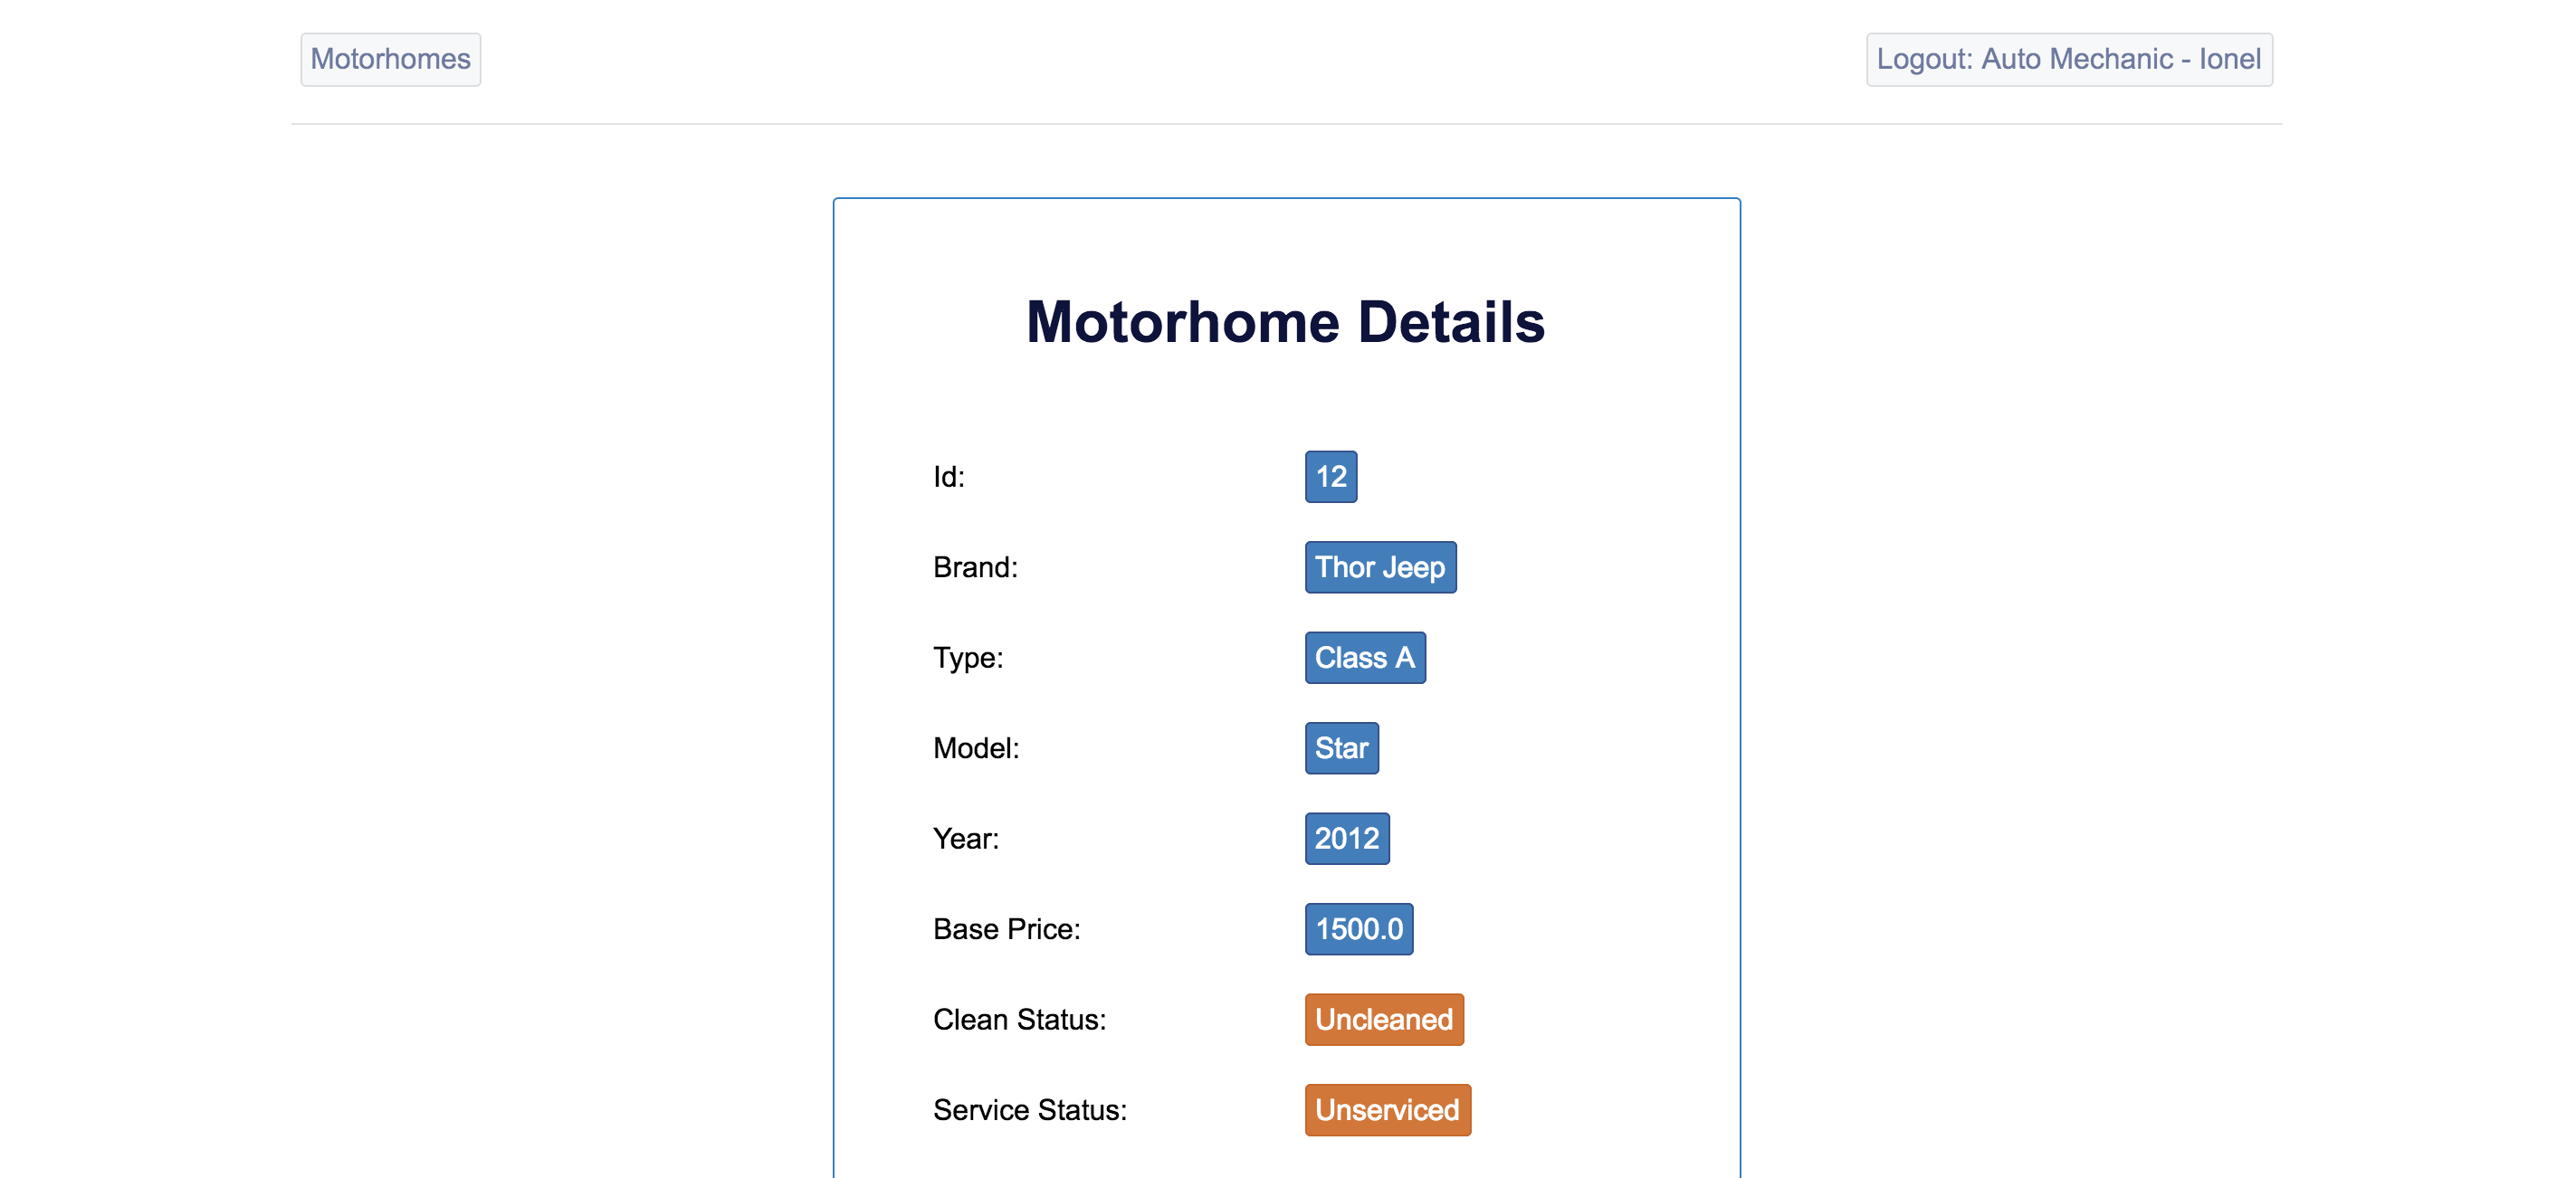 Motorhomes Logout: Auto Mechanic - Ionel
Motorhome Details
Id: 12
Brand: Thor Jeep
Type: Class A
Model: Star
Year: 2012
Base Price: 1500.0
Clean Status: Uncleaned
Service Status: Unserviced